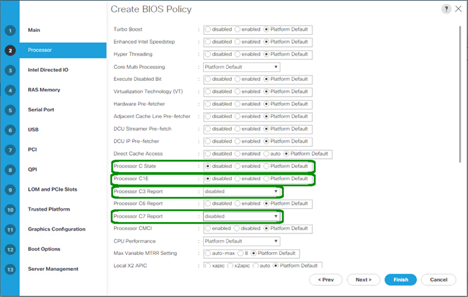 Create BIOS Policy
? ×
1 Main
2 Processor
3 Intel Directed IO
4 RAS Memory
5 Serial Port
6 USB
7 PCI
8 QPI
9 LOM and PCIe Slots
10 Trusted Platform
11 Graphics Configuration
12 Boot Options
13 Server Management
Turbo Boost : disabled enabled Platform Default
Enhanced Intel Speedstep : disabled enabled Platform Default
Hyper Threading : disabled enabled Platform Default
Core Multi Processing : Platform Default
Execute Disabled Bit : disabled enabled Platform Default
Virtualization Technology (VT) : disabled enabled Platform Default
Hardware Pre-fetcher : disabled enabled Platform Default
Adjacent Cache Line Pre-fetcher : disabled enabled Platform Default
DCU Streamer Pre-fetch : disabled enabled Platform Default
DCU IP Pre-fetcher : disabled enabled Platform Default
Direct Cache Access : disabled enabled auto Platform Default
Processor C State : disabled enabled Platform Default
Processor C1E : disabled enabled Platform Default
Processor C3 Report : disabled
Processor C6 Report : disabled enabled Platform Default
Processor C7 Report : disabled
Processor CMCI : enabled disabled Platform Default
CPU Performance : Platform Default
Max Variable MTRR Setting : auto-max 8 Platform Default
Local X2 APIC : xapic x2apic auto Platform Default
< Prev Next > Finish Cancel